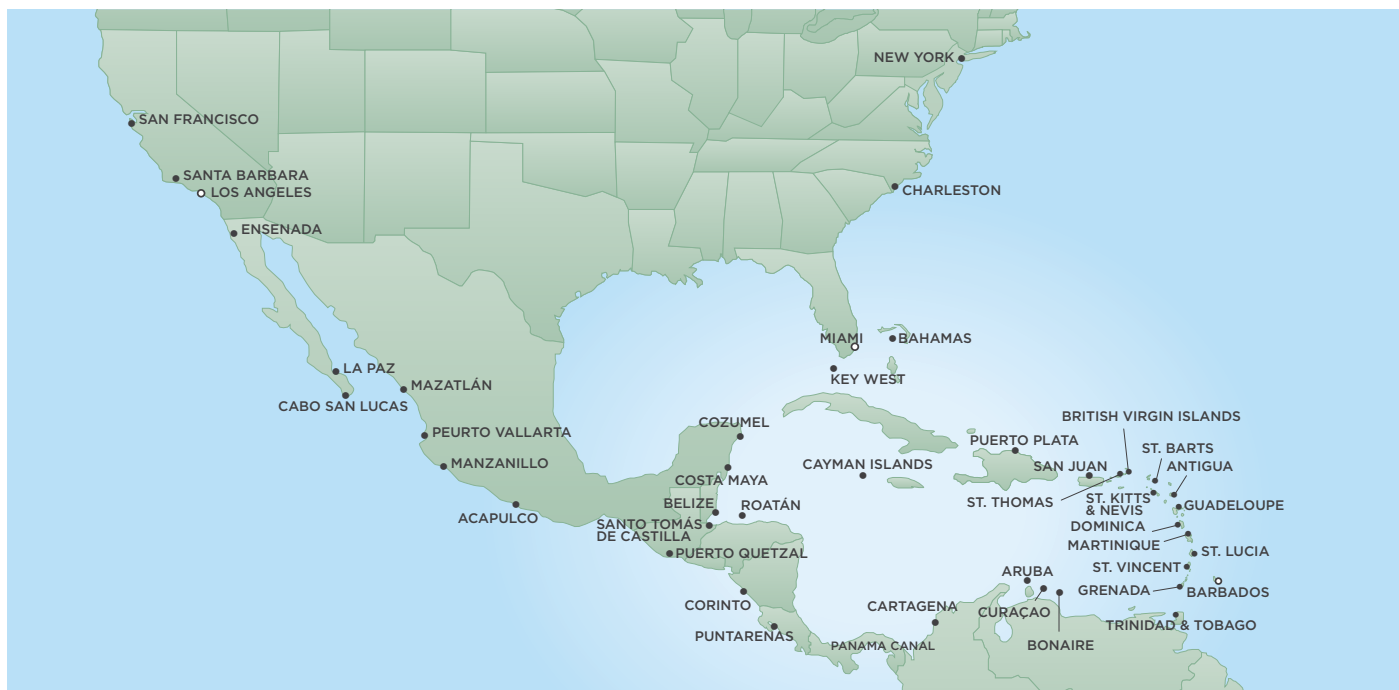 NEW YORK
SAN FRANCISCO
SANTA BARBARA
LOS ANGELES
CHARLESTON
ENSENADA
MIAMI
BAHAMAS
LA PAZ
KEY WEST
MAZATLÁN
CABO SAN LUCAS
BRITISH VIRGIN ISLANDS
COZUMEL
PEURTO VALLARTA
PUERTO PLATA
ST. BARTS
MANZANILLO
CAYMAN ISLANDS
SAN JUAN
ANTIGUA
COSTA MAYA
ST. THOMAS
ST. KITTS
& NEVIS
GUADELOUPE
BELIZE
ROATÁN
ACAPULCO
SANTO TOMÁS
DE CASTILLA
DOMINICA
MARTINIQUE
PUERTO QUETZAL
ST. LUCIA
ARUBA
ST. VINCENT
GRENADA
BARBADOS
CORINTO
CARTAGENA
CURAÇAO
TRINIDAD & TOBAGO
PUNTARENAS
PANAMA CANAL
BONAIRE